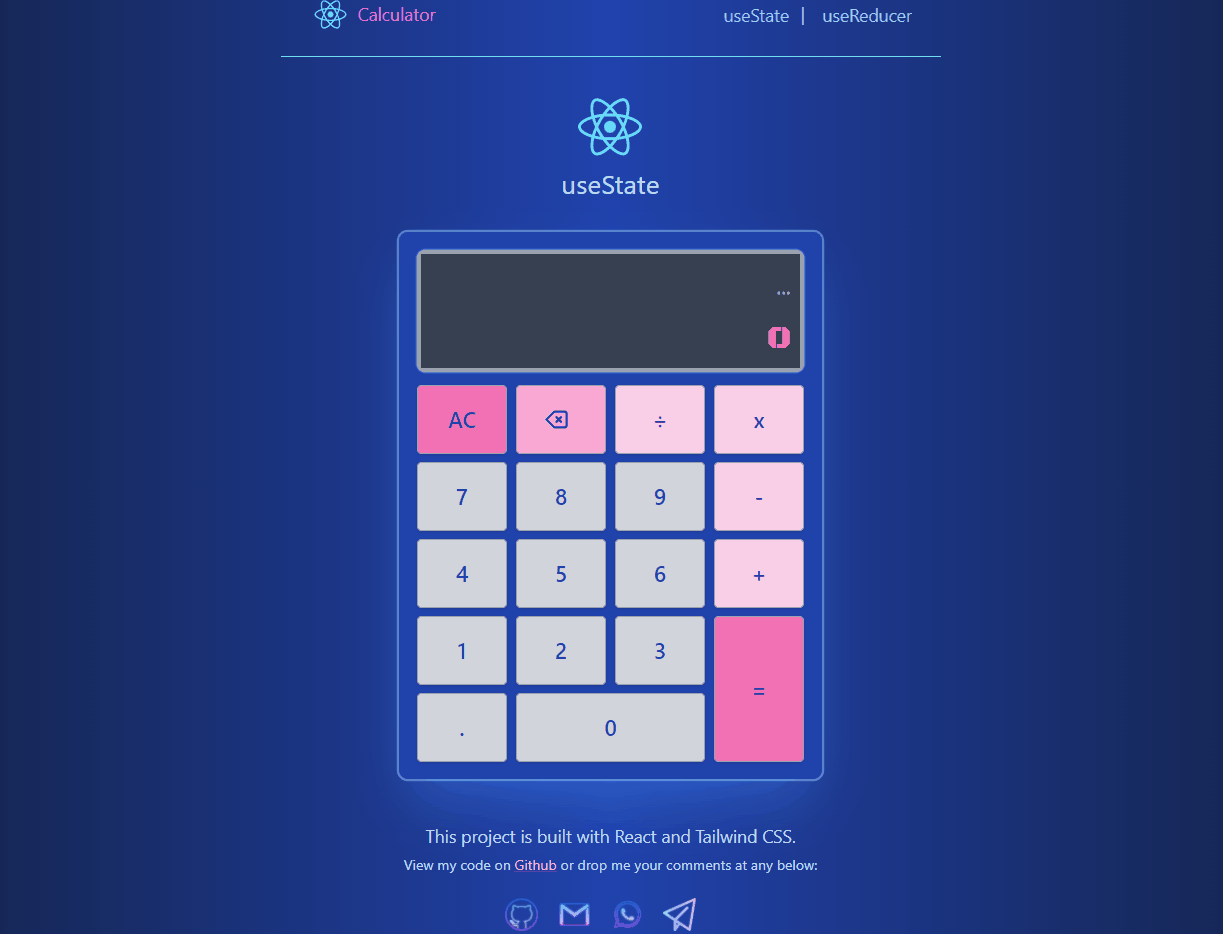 Calculator
useState | useReducer
useState
...
0
AC ÷ x
7 8 9 -
4 5 6 +
1 2 3
=
. 0
This project is built with React and Tailwind CSS.
View my code on Github or drop me your comments at any below: